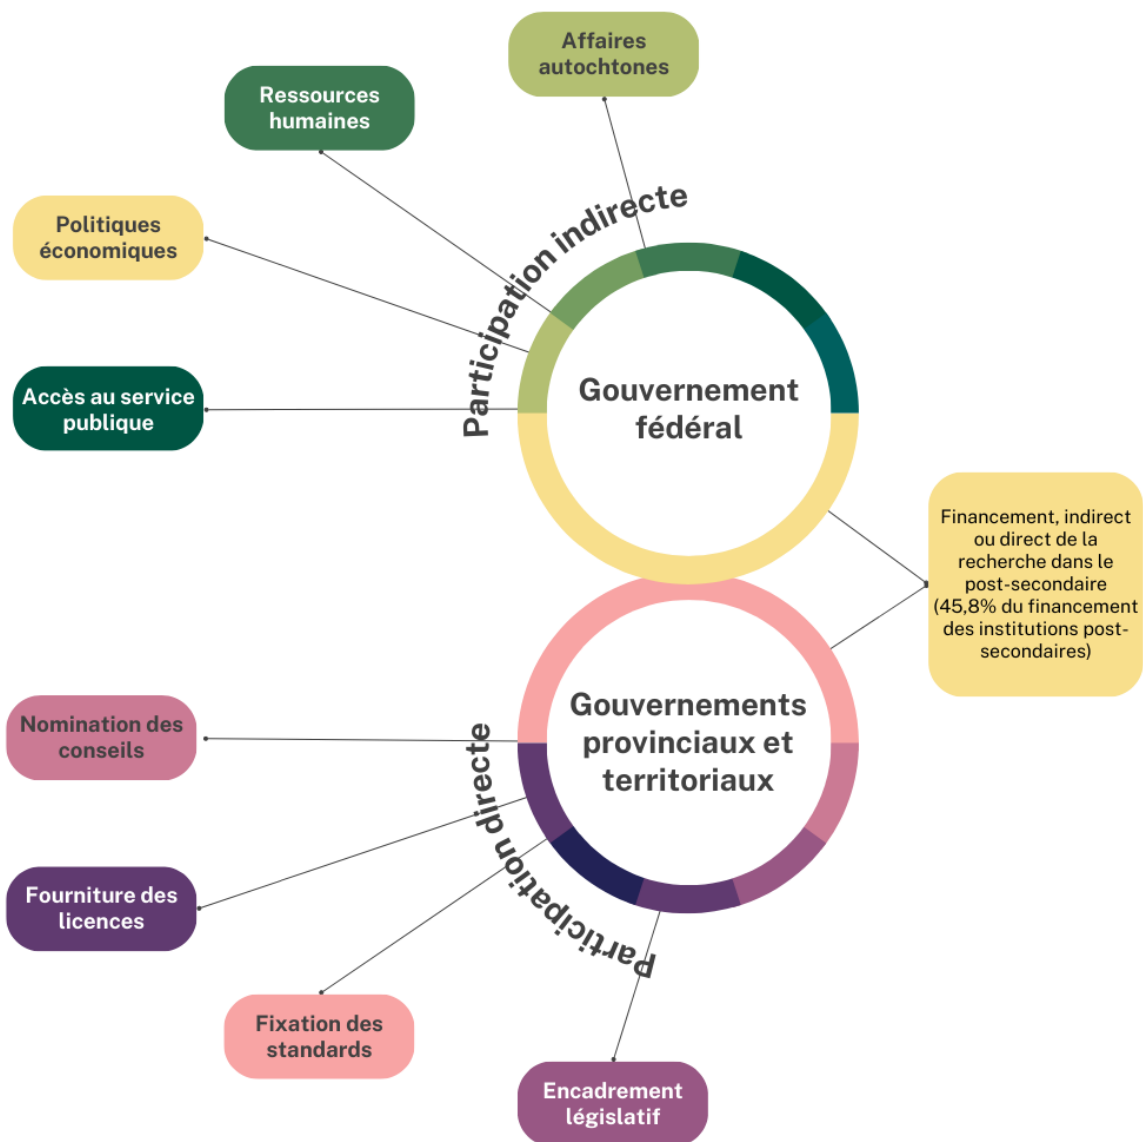 Affaires
autochtones
Ressources
humaines
Politiques
économiques
Accès au service
publique
Participation indirecte
Gouvernement
fédéral
Financement, indirect
ou direct de la
recherche dans le
post-secondaire
(45,8% du financement
des institutions post-
secondaires)
Gouvernements
provinciaux et
territoriaux
Participation directe
Nomination des
conseils
Fourniture des
licences
Fixation des
standards
Encadrement
législatif